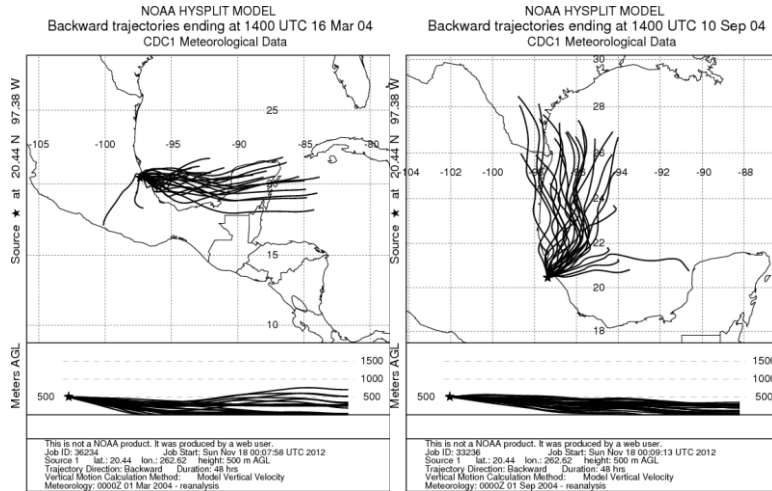 NOAA HYSPLIT MODEL
Backward trajectories ending at 1400 UTC 16 Mar 04
CDC1 Meteorological Data
Source ★ at 20.44 N 97.38 W
-105
-100
-95
-90
-85
-80
25
20
15
10
Meters AGL
500
1500
1000
500
This is not a NOAA product. It was produced by a web user.
Job ID: 36234 Job Start: Sun Nov 18 00:07:58 UTC 2012
Source 1 lat.: 20.44 lon.: 262.62 height: 500 m AGL
Trajectory Direction: Backward Duration: 48 hrs
Vertical Motion Calculation Method: Model Vertical Velocity
Meteorology: 0000Z 01 Mar 2004 - reanalysis
NOAA HYSPLIT MODEL
Backward trajectories ending at 1400 UTC 10 Sep 04
CDC1 Meteorological Data
Source ★ at 20.44 N 97.38 W
30
28
26
24
22
20
18
-104
-102
-100
-98
-96
-94
-92
-90
-88
Meters AGL
500
1500
1000
500
This is not a NOAA product. It was produced by a web user.
Job ID: 33236 Job Start: Sun Nov 18 00:09:13 UTC 2012
Source 1 lat.: 20.44 lon.: 262.62 height: 500 m AGL
Trajectory Direction: Backward Duration: 48 hrs
Vertical Motion Calculation Method: Model Vertical Velocity
Meteorology: 0000Z 01 Sep 2004 - reanalysis